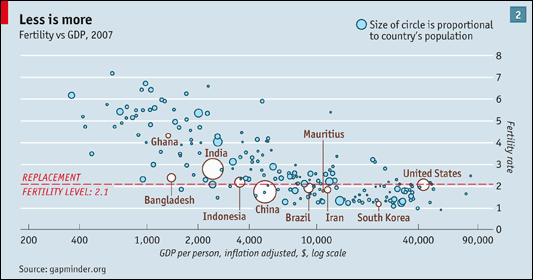 Less is more
Fertility vs GDP, 2007
2
Size of circle is proportional
to country's population
8
7
6
5
4
3
2
1
0
Fertility rate
Ghana
India
Mauritius
United States
REPLACEMENT
FERTILITY LEVEL: 2.1
Bangladesh
Indonesia
China
Brazil
Iran
South Korea
200
400
1,000
2,000
4,000
10,000
40,000
90,000
GDP per person, inflation adjusted, $, log scale
Source: gapminder.org